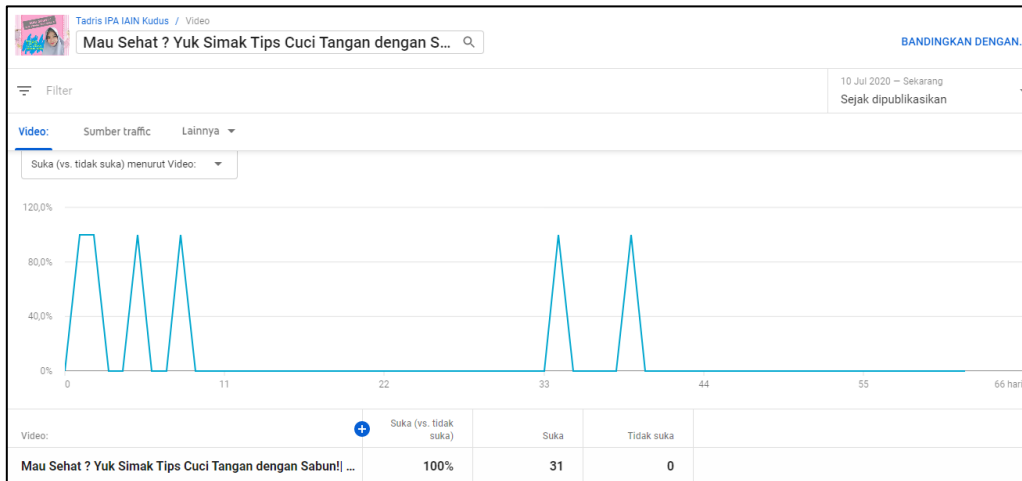 Tadris IPA IAIN Kudus / Video
Mau Sehat ? Yuk Simak Tips Cuci Tangan dengan S...
BANDINGKAN DENGAN.
Filter
10 Jul 2020 – Sekarang
Sejak dipublikasikan
Video:
Sumber traffic
Lainnya
Suka (vs. tidak suka) menurut Video:
120,0%
80,0%
40,0%
0%
0 11 22 33 44 55 66 hari
Video: Suka (vs. tidak suka) Suka Tidak suka
Mau Sehat ? Yuk Simak Tips Cuci Tangan dengan Sabun!| ... 100% 31 0